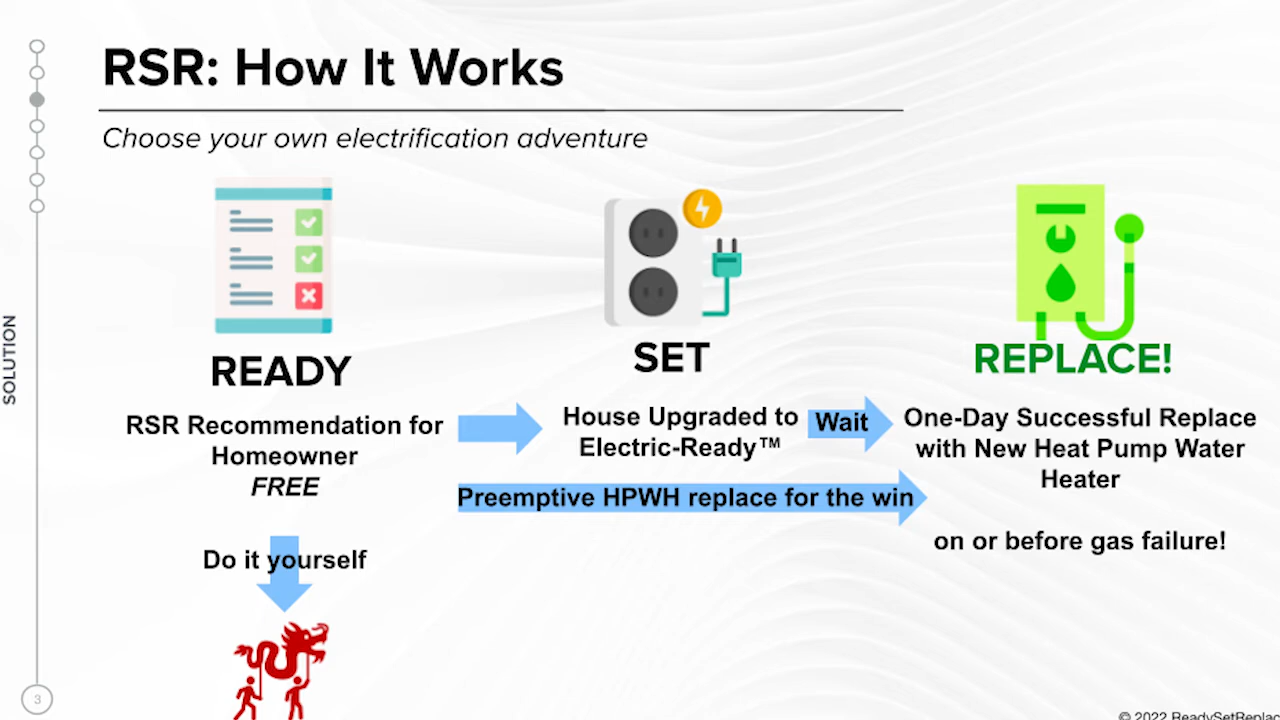 RSR: How It Works
Choose your own electrification adventure
SOLUTION
READY
RSR Recommendation for
Homeowner
FREE
Do it yourself
SET
House Upgraded to
Electric-Ready™
Wait
Preemptive HPWH replace for the win
REPLACE!
One-Day Successful Replace
with New Heat Pump Water
Heater
on or before gas failure!
3
© 2022 ReadySetReplac